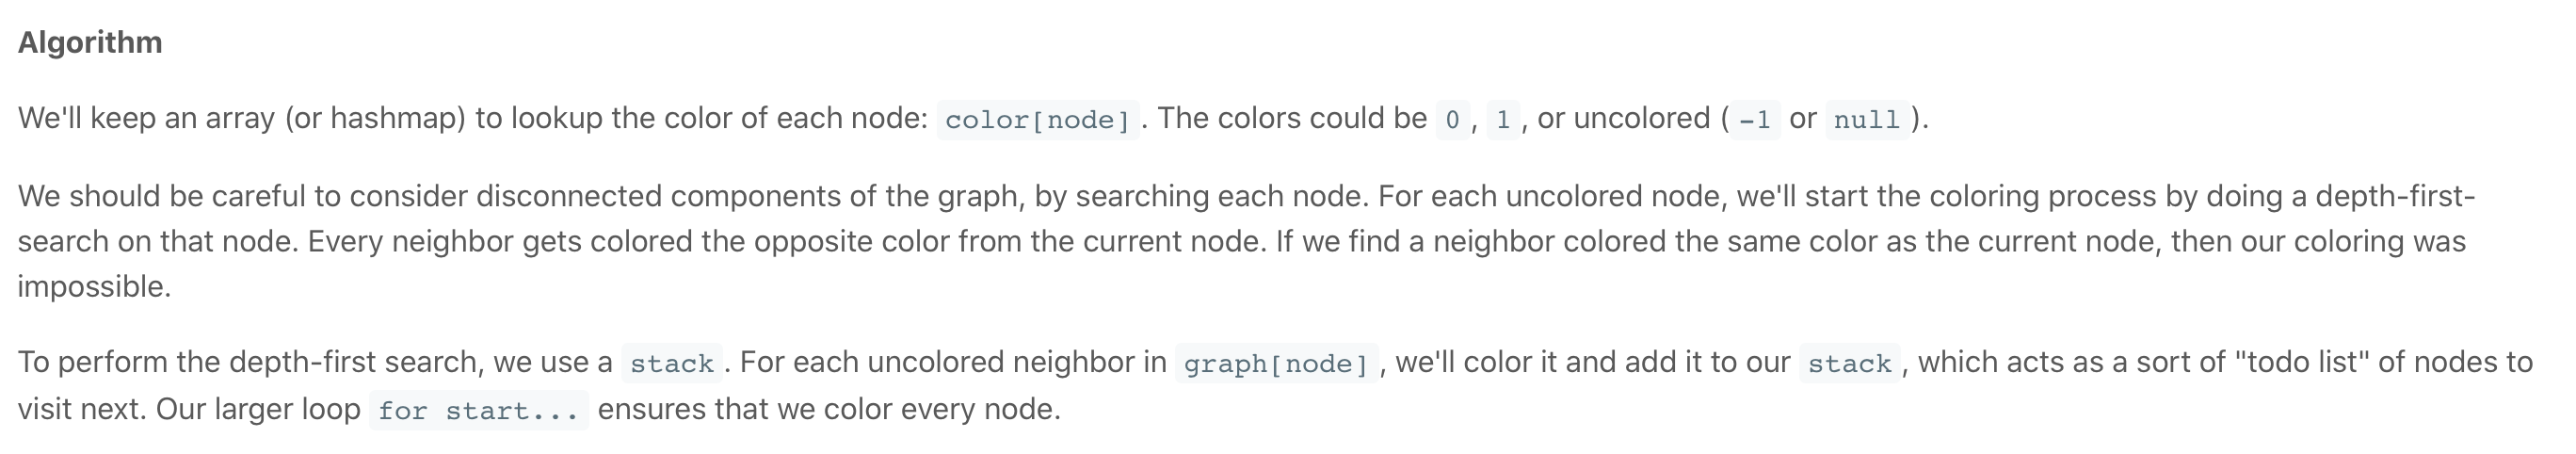 Algorithm
We'll keep an array (or hashmap) to lookup the color of each node: color[node]. The colors could be 0, 1, or uncolored (-1 or null).
We should be careful to consider disconnected components of the graph, by searching each node. For each uncolored node, we'll start the coloring process by doing a depth-first-
search on that node. Every neighbor gets colored the opposite color from the current node. If we find a neighbor colored the same color as the current node, then our coloring was
impossible.
To perform the depth-first search, we use a stack. For each uncolored neighbor in graph[node], we'll color it and add it to our stack, which acts as a sort of "todo list" of nodes to
visit next. Our larger loop for start... ensures that we color every node.